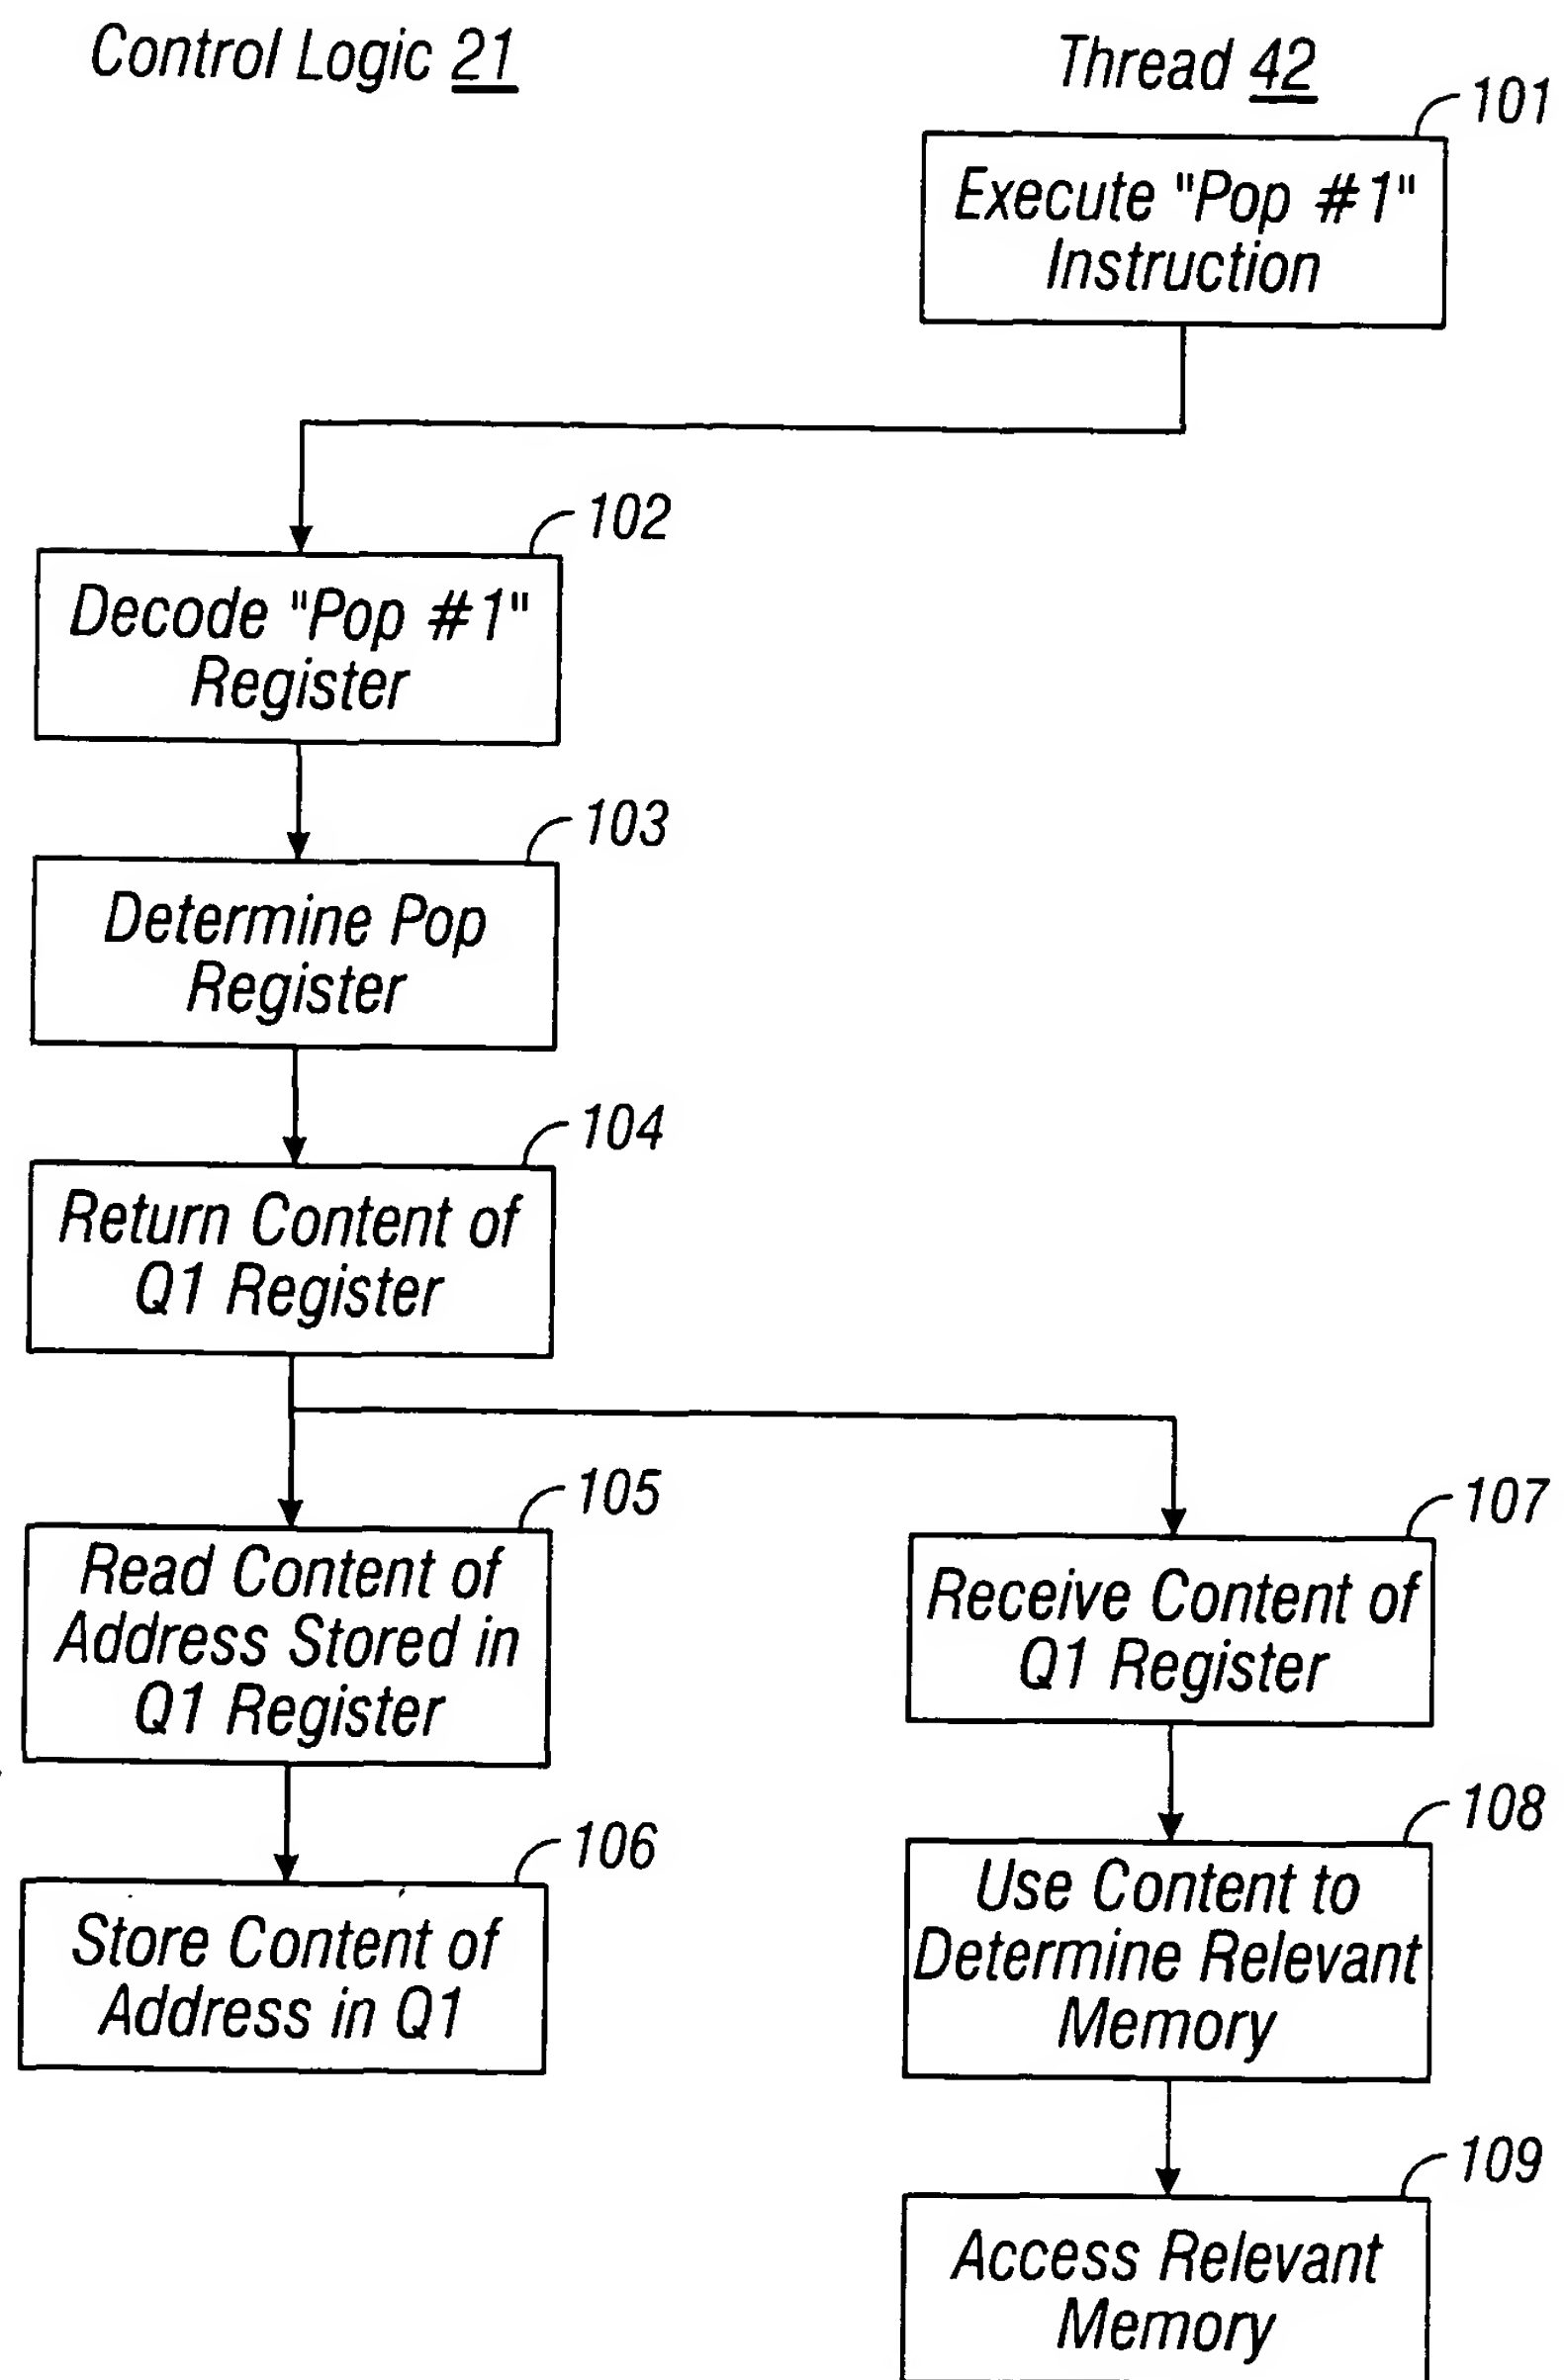 Control Logic 21
Thread 42
101
Execute "Pop #1"
Instruction
102
Decode "Pop #1"
Register
103
Determine Pop
Register
104
Return Content of
Q1 Register
105
Read Content of
Address Stored in
Q1 Register
107
Receive Content of
Q1 Register
106
Store Content of
Address in Q1
108
Use Content to
Determine Relevant
Memory
109
Access Relevant
Memory